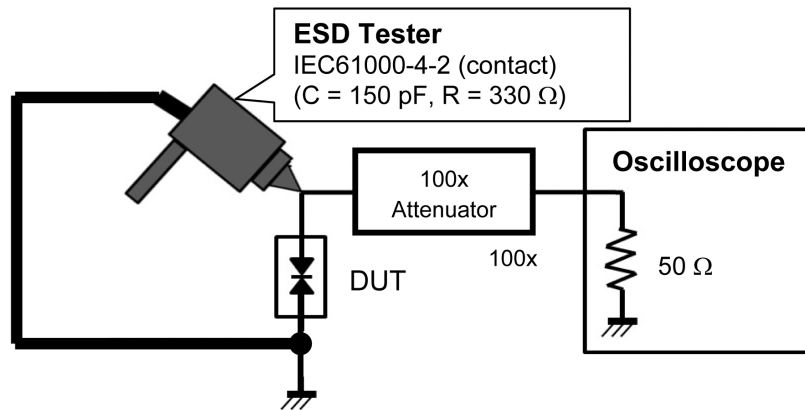 ESD Tester
IEC61000-4-2 (contact)
(C = 150 pF, R = 330 Ω)
100x
Attenuator
100x
DUT
Oscilloscope
50 Ω